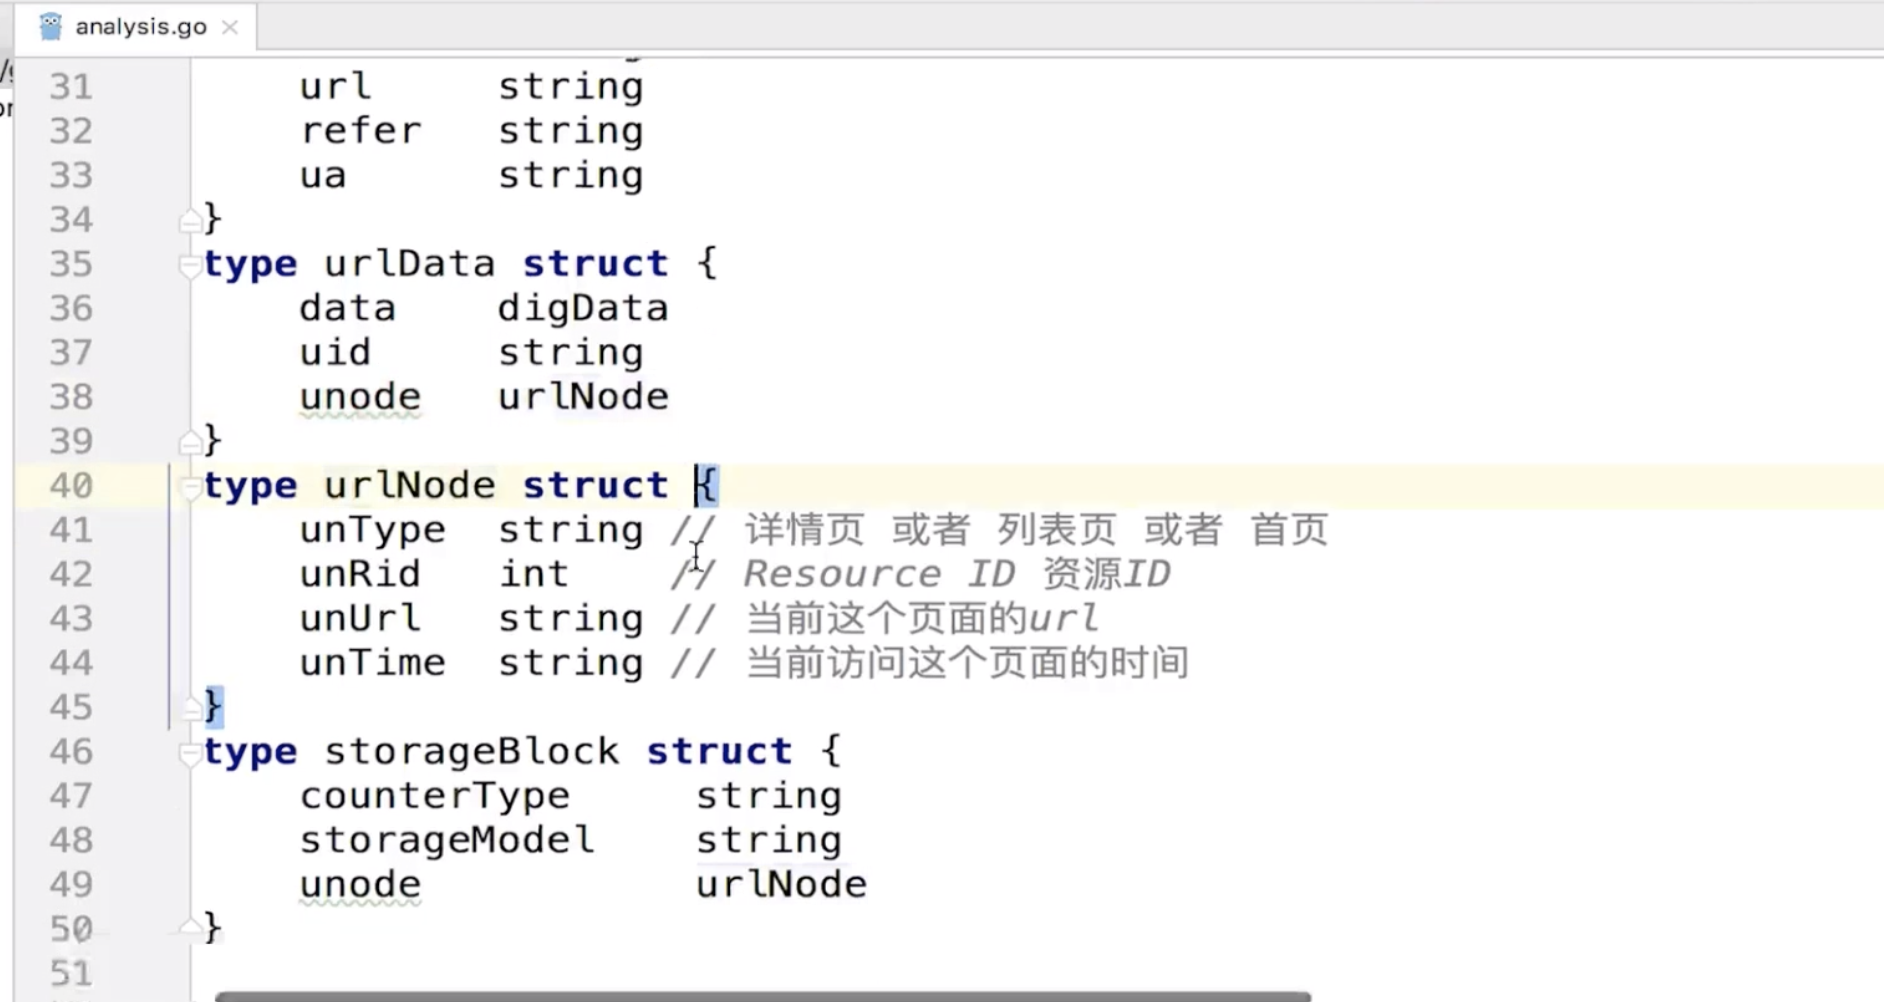 analysis.go
31 url string
32 refer string
33 ua string
34 }
35 type urlData struct {
36 data digData
37 uid string
38 unode urlNode
39 }
40 type urlNode struct {
41 unType string // 详情页 或者 列表页 或者 首页
42 unRid int // Resource ID 资源ID
43 unUrl string // 当前这个页面的url
44 unTime string // 当前访问这个页面的时间
45 }
46 type storageBlock struct {
47 counterType string
48 storageModel string
49 unode urlNode
50 }
51